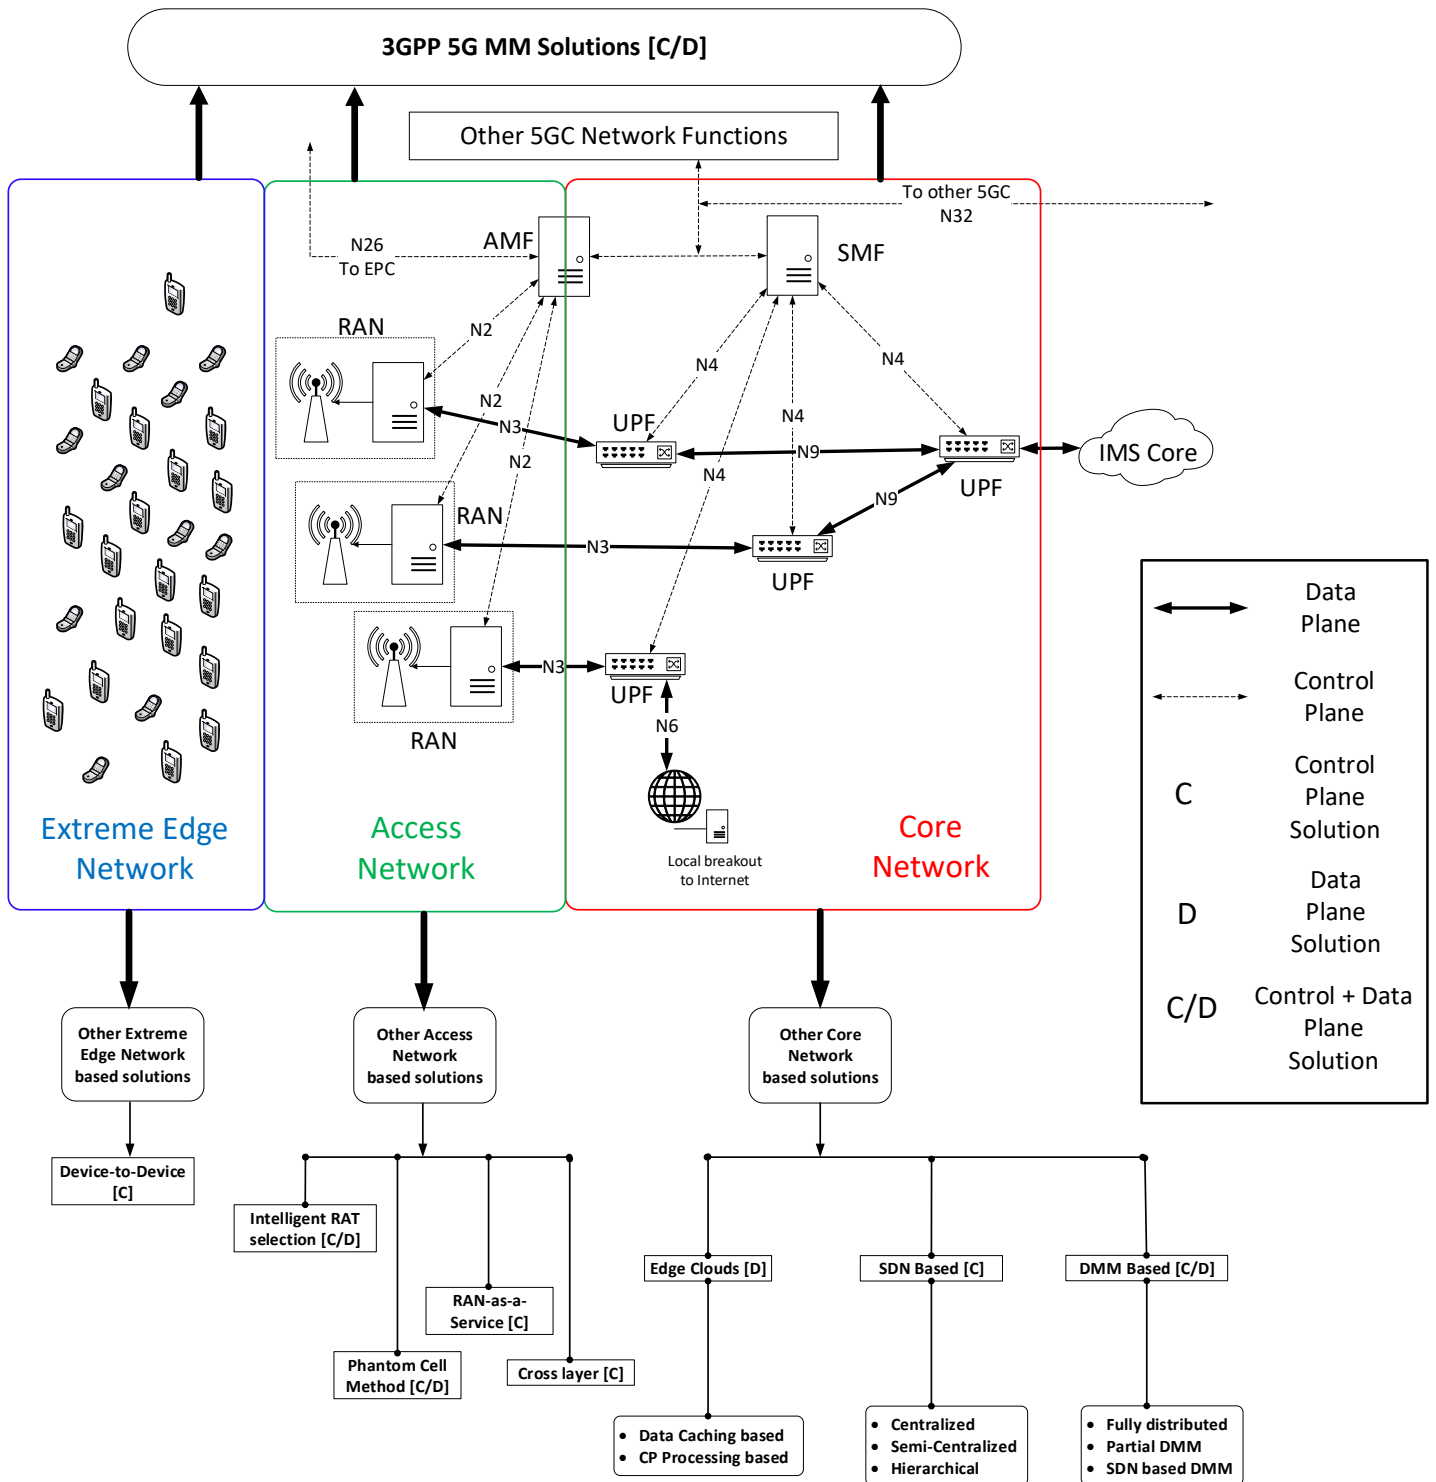 3GPP 5G MM Solutions [C/D]
Other 5GC Network Functions
To other 5GC
N32
N26
To EPC
AMF
SMF
RAN
N2
N2
N2
N4
N4
N4
N4
N3
UPF
N9
UPF
IMS Core
N9
RAN
N3
UPF
N3
UPF
RAN
N6
Local breakout
to Internet
Extreme Edge
Network
Access
Network
Core
Network
Data
Plane
Control
Plane
C
Control
Plane
Solution
D
Data
Plane
Solution
C/D
Control + Data
Plane
Solution
Other Extreme
Edge Network
based solutions
Other Access
Network
based solutions
Other Core
Network
based solutions
Device-to-Device
[C]
Intelligent RAT
selection [C/D]
RAN-as-a-
Service [C]
Phantom Cell
Method [C/D]
Cross layer [C]
Edge Clouds [D]
SDN Based [C]
DMM Based [C/D]
• Data Caching based
• CP Processing based
• Centralized
• Semi-Centralized
• Hierarchical
• Fully distributed
• Partial DMM
• SDN based DMM